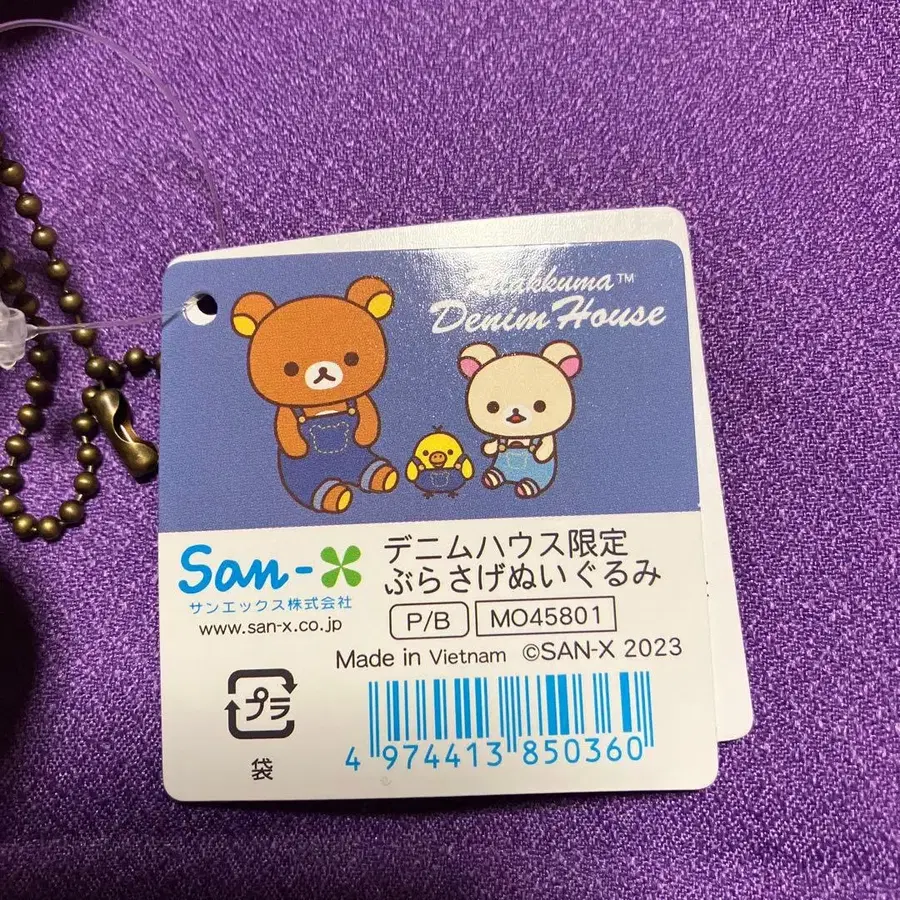 Rilakkuma™
Denim House
San-X
サンエックス株式会社
www.san-x.co.jp
デニムハウス限定
ぶらさげぬいぐるみ
P/B MO45801
Made in Vietnam ©SAN-X 2023
プラ
袋
4 974413 850360